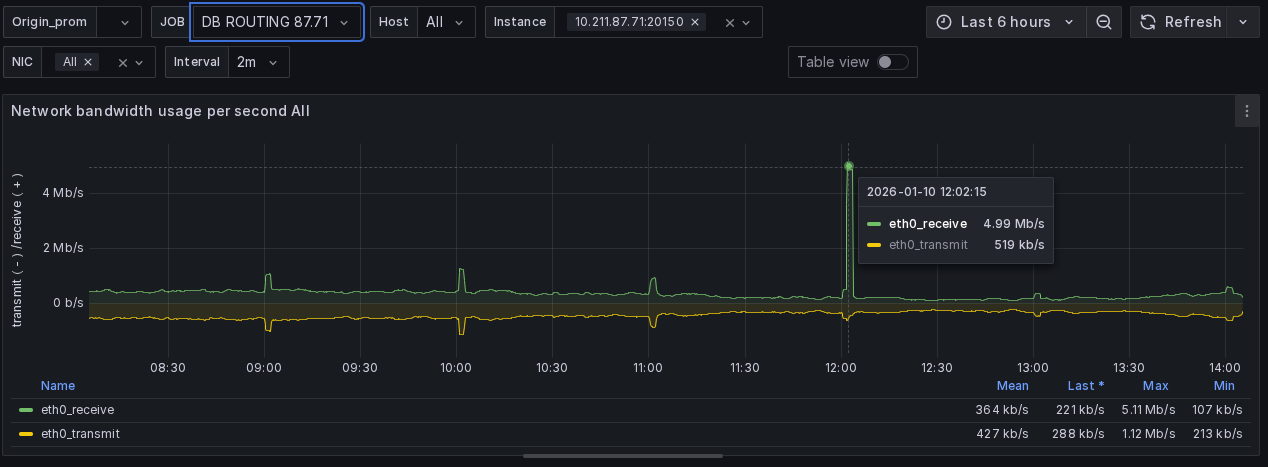 Origin_prom JOB DB ROUTING 87.71 Host All Instance 10.211.87.71:20150 Last 6 hours Refresh
NIC All Interval 2m Table view
Network bandwidth usage per second All
transmit ( - ) /receive ( + )
4 Mb/s
2 Mb/s
0 b/s
2026-01-10 12:02:15
eth0_receive 4.99 Mb/s
eth0_transmit 519 kb/s
08:30 09:00 09:30 10:00 10:30 11:00 11:30 12:00 12:30 13:00 13:30 14:00
Name Mean Last * Max Min
eth0_receive 364 kb/s 221 kb/s 5.11 Mb/s 107 kb/s
eth0_transmit 427 kb/s 288 kb/s 1.12 Mb/s 213 kb/s